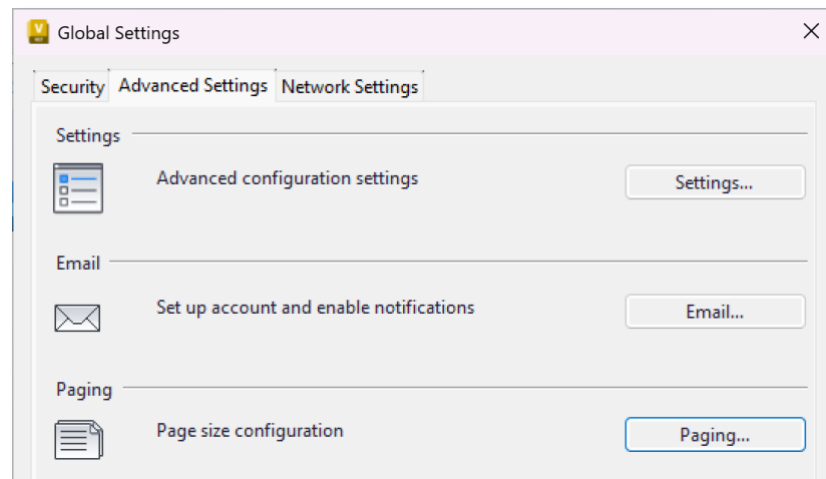 Global Settings
Security Advanced Settings Network Settings
Settings
Advanced configuration settings Settings...
Email
Set up account and enable notifications Email...
Paging
Page size configuration Paging...